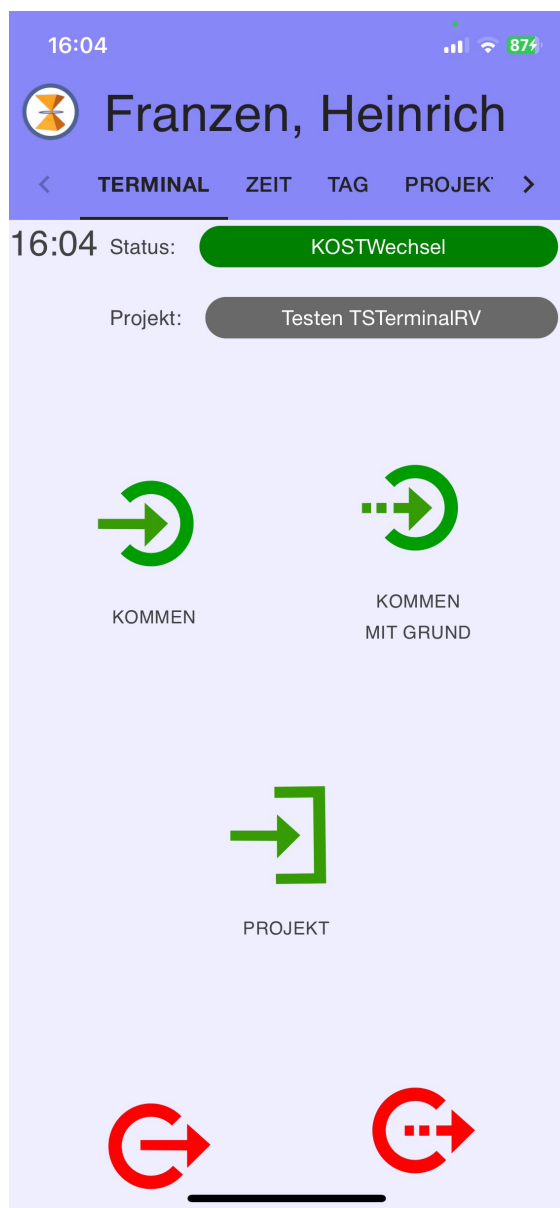 16:04
87
Franzen, Heinrich
TERMINAL ZEIT TAG PROJEK
16:04 Status: KOSTWechsel
Projekt: Testen TSTerminalRV
KOMMEN
KOMMEN
MIT GRUND
PROJEKT